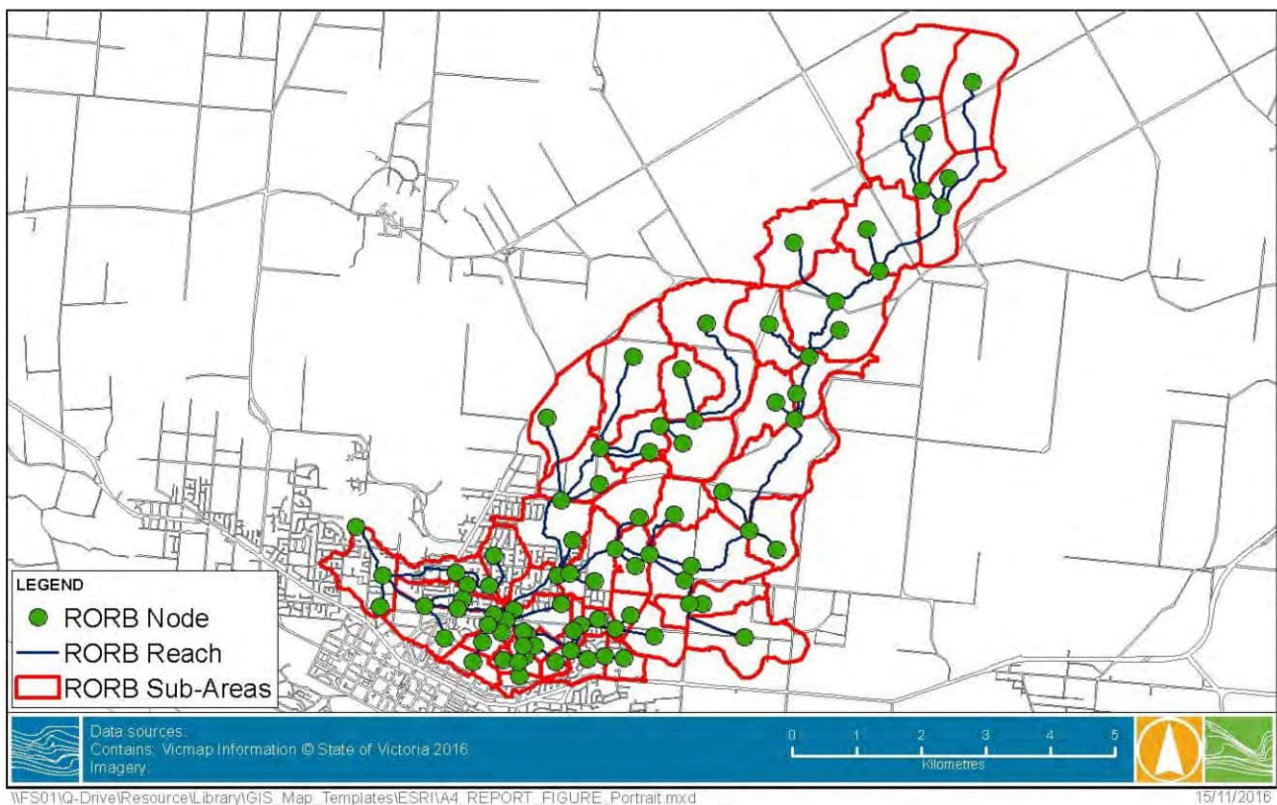 LEGEND
RORB Node
RORB Reach
RORB Sub-Areas
Data sources:
Contains: Vicmap Information © State of Victoria 2016
Imagery:
0 1 2 3 4 5
Kilometres
\\FS01\Q-Drive\Resource\Library\GIS_Map_Templates\ESRI\A4_REPORT_FIGURE_Portrait.mxd
15/11/2016